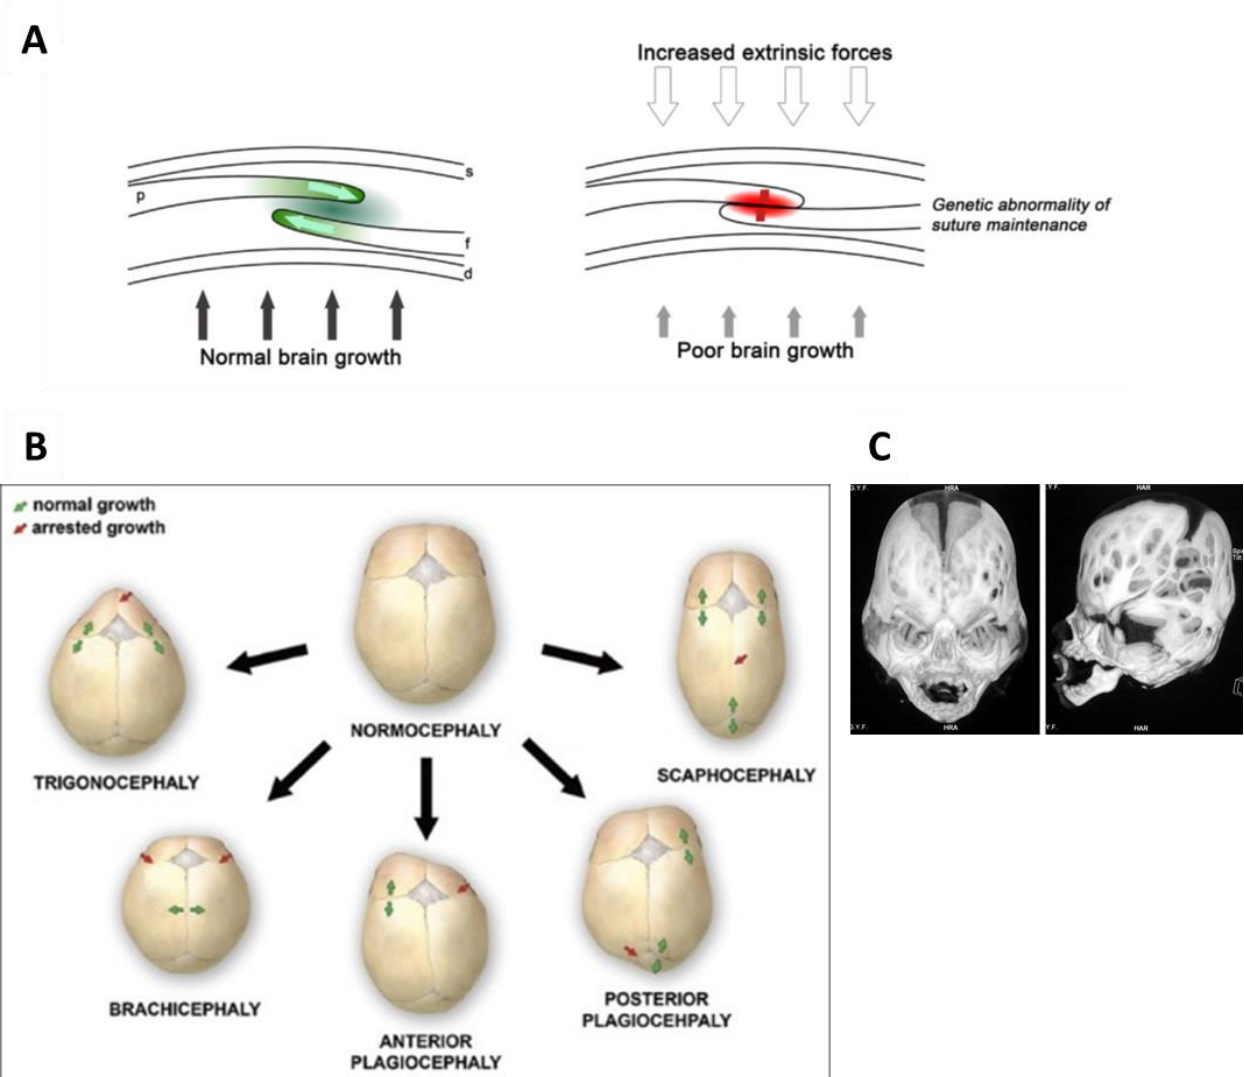 A
Increased extrinsic forces
s
p
Genetic abnormality of
suture maintenance
f
d
Normal brain growth
Poor brain growth
B
C
normal growth
arrested growth
NORMOCEPHALY
TRIGONOCEPHALY
SCAPHOCEPHALY
BRACHICEPHALY
ANTERIOR
PLAGIOCEPHALY
POSTERIOR
PLAGIOCEHPALY
HRA
HAR
HRA
HAR